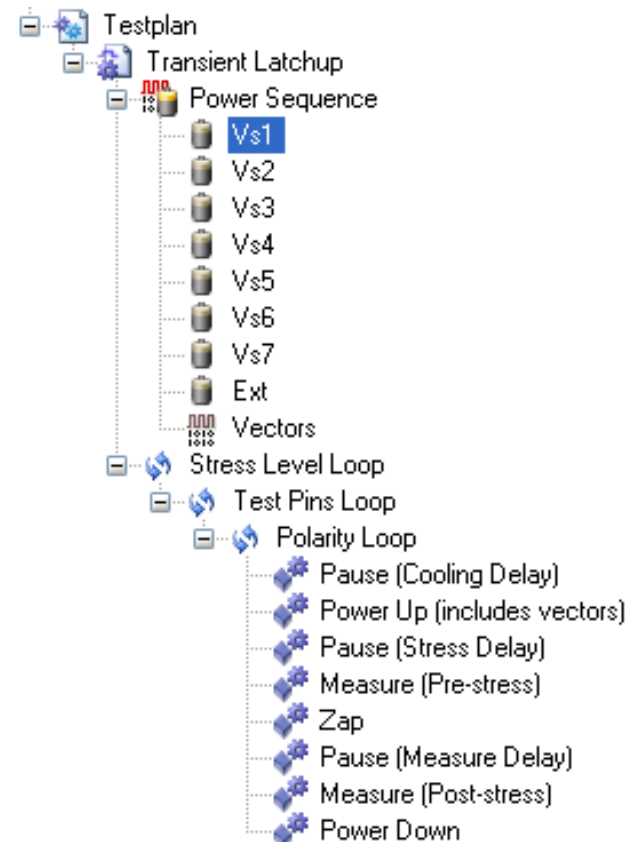 Testplan
Transient Latchup
Power Sequence
Vs1
Vs2
Vs3
Vs4
Vs5
Vs6
Vs7
Ext
Vectors
Stress Level Loop
Test Pins Loop
Polarity Loop
Pause (Cooling Delay)
Power Up (includes vectors)
Pause (Stress Delay)
Measure (Pre-stress)
Zap
Pause (Measure Delay)
Measure (Post-stress)
Power Down